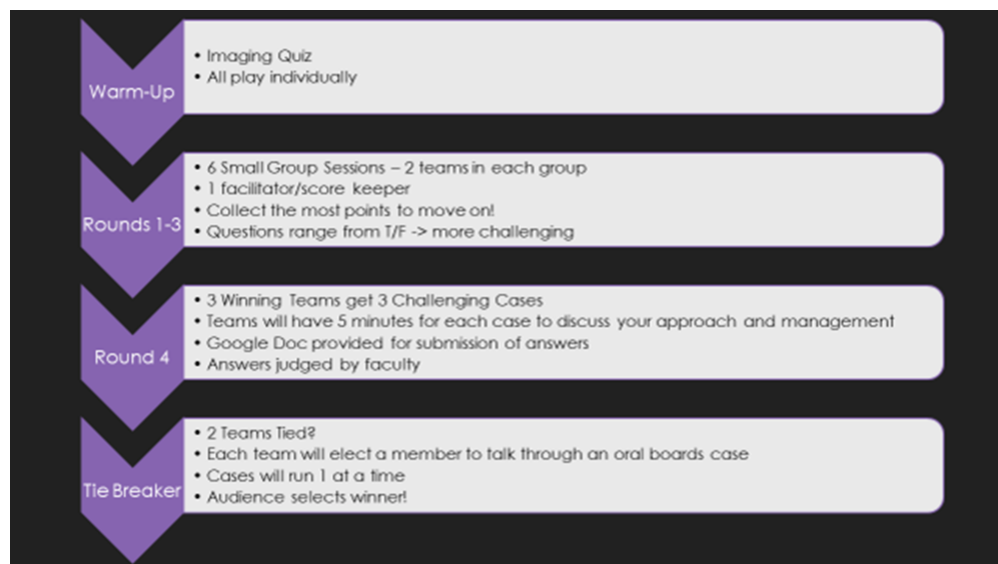 Warm-Up
• Imaging Quiz
• All play individually
Rounds 1-3
• 6 Small Group Sessions – 2 teams in each group
• 1 facilitator/score keeper
• Collect the most points to move on!
• Questions range from T/F -> more challenging
Round 4
• 3 Winning Teams get 3 Challenging Cases
• Teams will have 5 minutes for each case to discuss your approach and management
• Google Doc provided for submission of answers
• Answers judged by faculty
Tie Breaker
• 2 Teams Tied?
• Each team will elect a member to talk through an oral boards case
• Cases will run 1 at a time
• Audience selects winner!